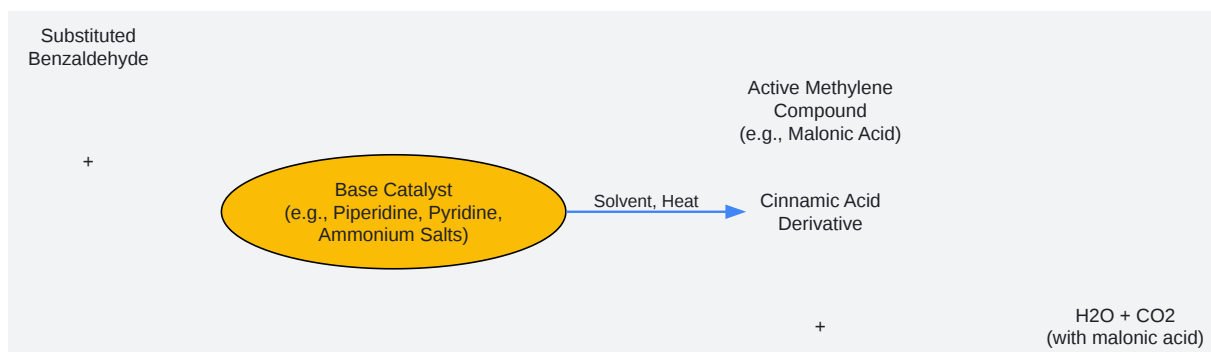 Substituted
Benzaldehyde
Active Methylene
Compound
(e.g., Malonic Acid)
+
Base Catalyst
(e.g., Piperidine, Pyridine,
Ammonium Salts)
Solvent, Heat
Cinnamic Acid
Derivative
+
H2O + CO2
(with malonic acid)